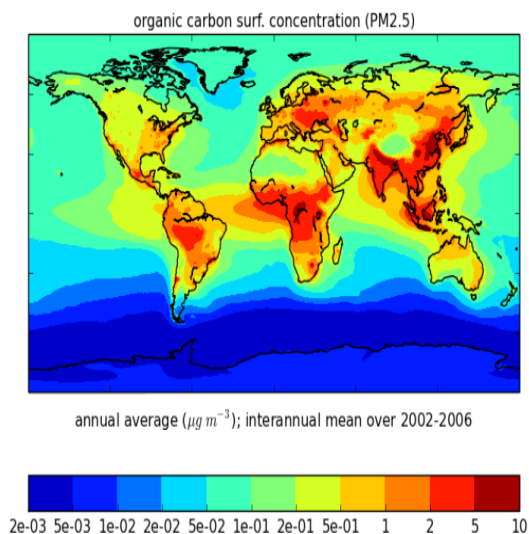 organic carbon surf. concentration (PM2.5)
annual average (μg m⁻³); interannual mean over 2002-2006
2e-03 5e-03 1e-02 2e-02 5e-02 1e-01 2e-01 5e-01 1 2 5 10